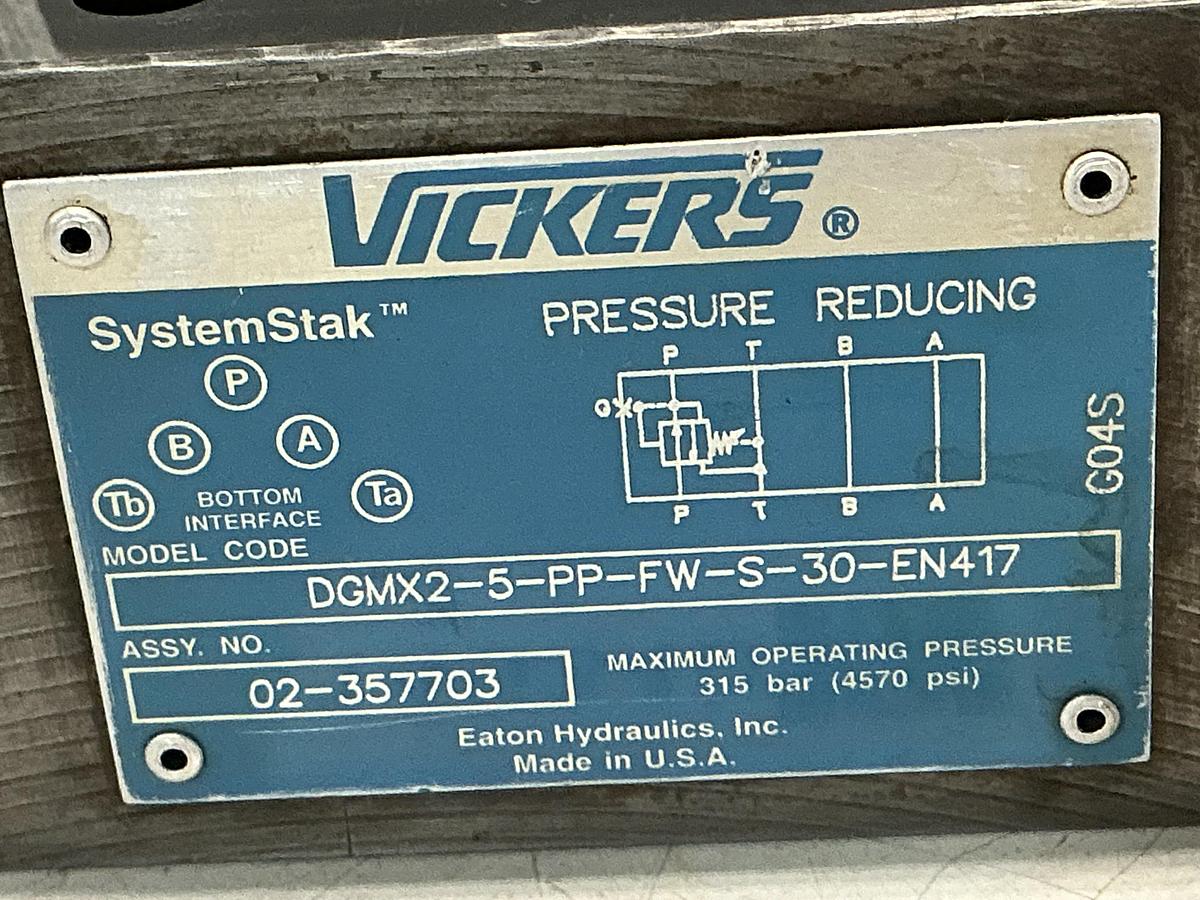 VICKERS®
SystemStak™
PRESSURE REDUCING
P
B A
Tb Ta
BOTTOM
INTERFACE
P T B A
G
P T B A
G04S
MODEL CODE
DGMX2-5-PP-FW-S-30-EN417
ASSY. NO.
02-357703
MAXIMUM OPERATING PRESSURE
315 bar (4570 psi)
Eaton Hydraulics, Inc.
Made in U.S.A.